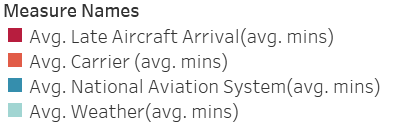 Measure Names
Avg. Late Aircraft Arrival(avg. mins)
Avg. Carrier (avg. mins)
Avg. National Aviation System(avg. mins)
Avg. Weather(avg. mins)